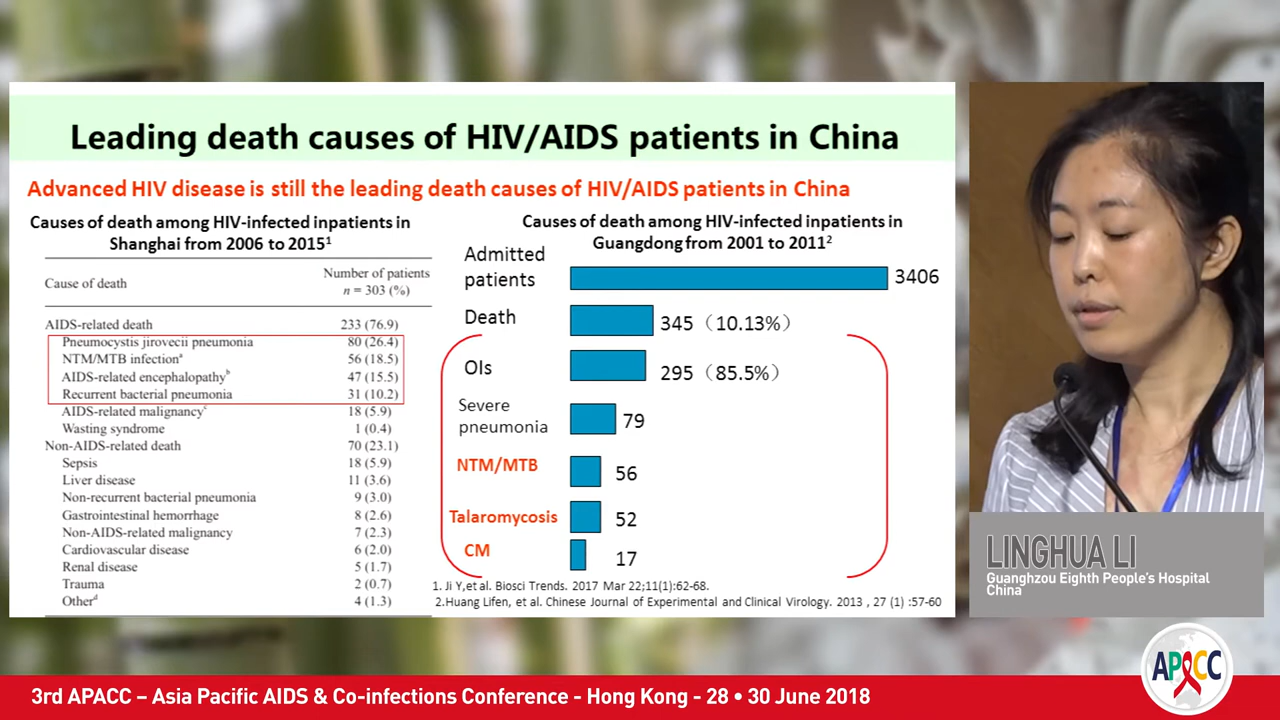 Leading death causes of HIV/AIDS patients in China
Advanced HIV disease is still the leading death causes of HIV/AIDS patients in China
Causes of death among HIV-infected inpatients in
Shanghai from 2006 to 2015¹
Cause of death
Number of patients
n = 303 (%)
AIDS-related death 233 (76.9)
Pneumocystis jirovecii pneumonia 80 (26.4)
NTM/MTB infectionᵃ 56 (18.5)
AIDS-related encephalopathyᵇ 47 (15.5)
Recurrent bacterial pneumonia 31 (10.2)
AIDS-related malignancyᶜ 18 (5.9)
Wasting syndrome 1 (0.4)
Non-AIDS-related death 70 (23.1)
Sepsis 18 (5.9)
Liver disease 11 (3.6)
Non-recurrent bacterial pneumonia 9 (3.0)
Gastrointestinal hemorrhage 8 (2.6)
Non-AIDS-related malignancy 7 (2.3)
Cardiovascular disease 6 (2.0)
Renal disease 5 (1.7)
Trauma 2 (0.7)
Otherᵈ 4 (1.3)
Causes of death among HIV-infected inpatients in
Guangdong from 2001 to 2011²
Admitted
patients 3406
Death 345（10.13%）
OIs 295（85.5%）
Severe
pneumonia 79
NTM/MTB 56
Talaromycosis 52
CM 17
1. Ji Y,et al. Biosci Trends. 2017 Mar 22;11(1):62-68.
2.Huang Lifen, et al. Chinese Journal of Experimental and Clinical Virology. 2013 , 27 (1) :57-60
LINGHUA LI
Guanghzou Eighth People's Hospital
China
APACC
3rd APACC – Asia Pacific AIDS & Co-infections Conference - Hong Kong - 28 • 30 June 2018